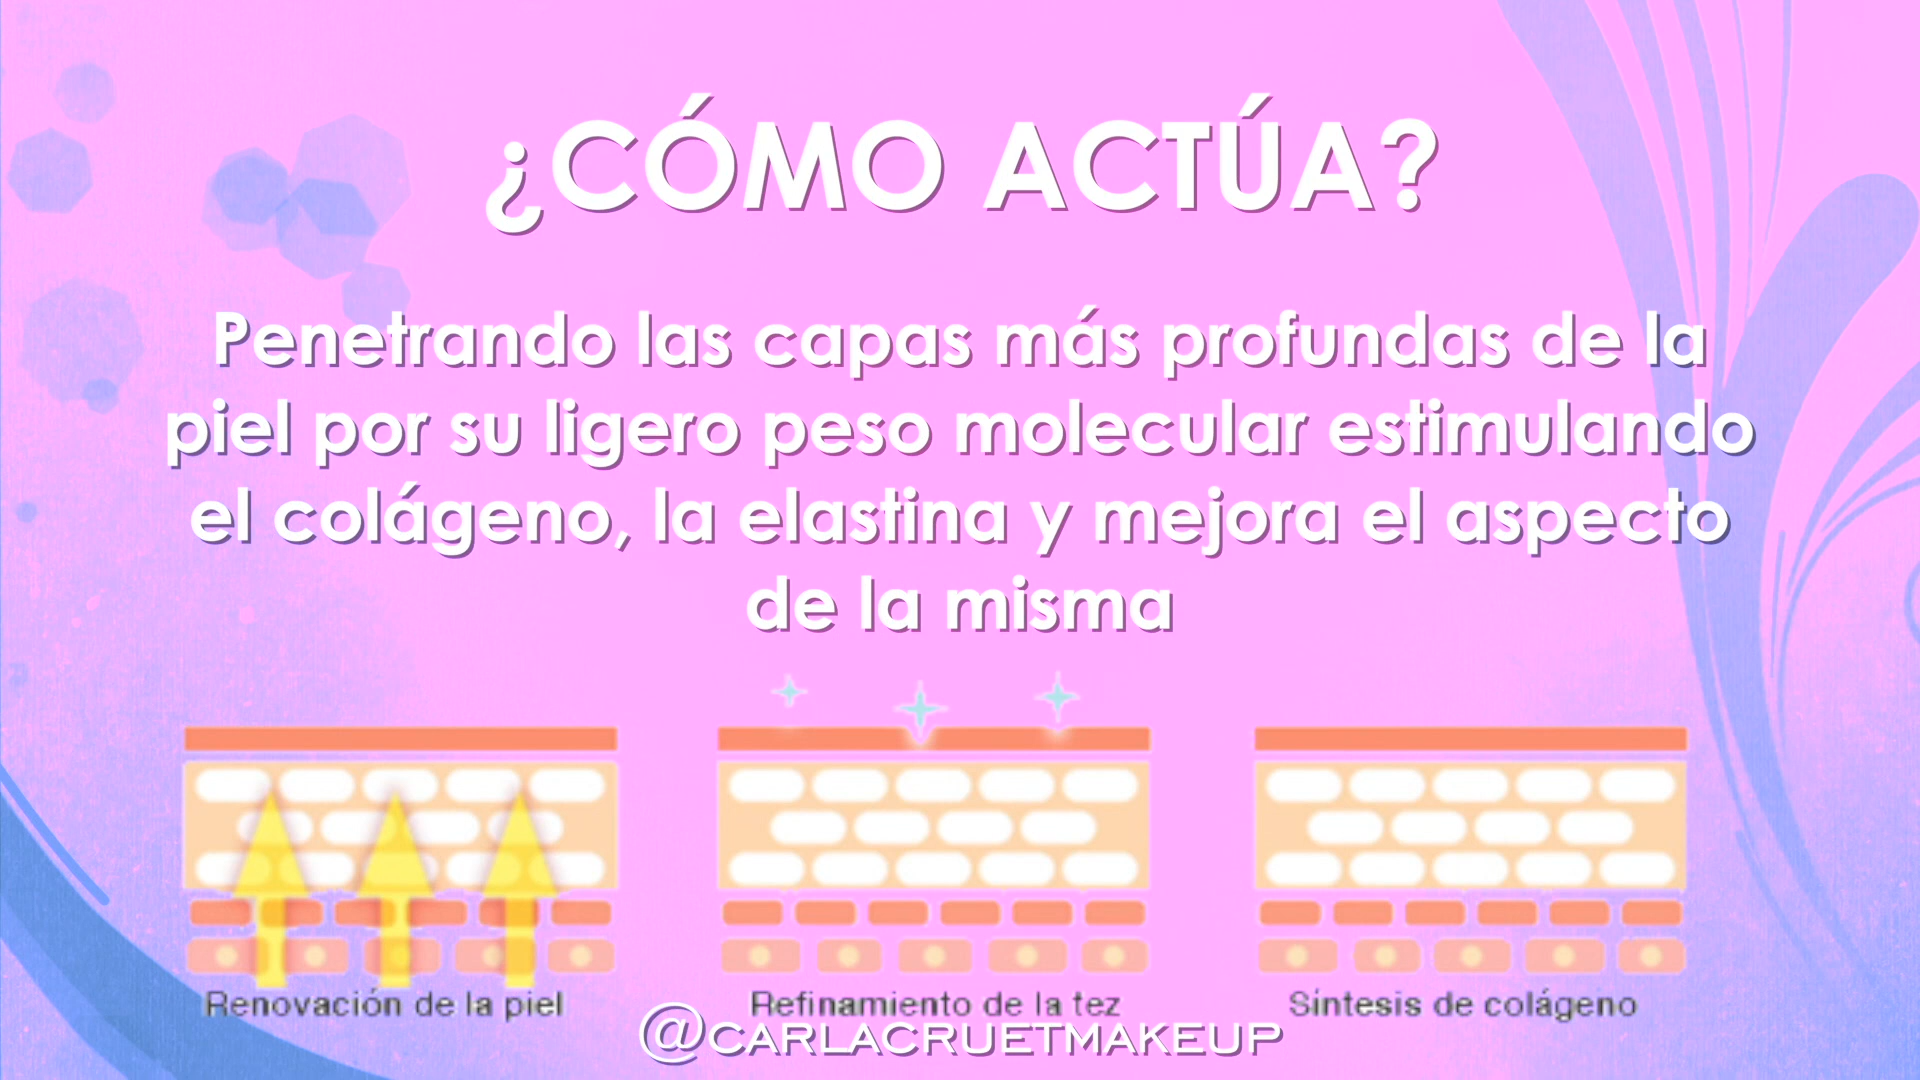 ¿CÓMO ACTÚA?
Penetrando las capas más profundas de la
piel por su ligero peso molecular estimulando
el colágeno, la elastina y mejora el aspecto
de la misma
Renovación de la piel
Refinamiento de la tez
Síntesis de colágeno
@CARLACRUETMAKEUP